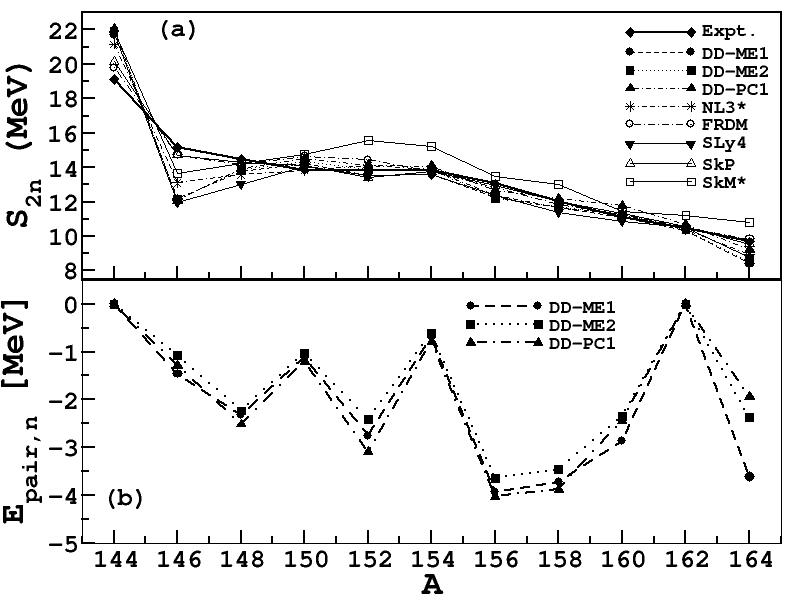 (a)
S2n (MeV)
22
20
18
16
14
12
10
8
Expt.
DD-ME1
DD-ME2
DD-PC1
NL3*
FRDM
SLy4
SkP
SkM*
Epair,n [MeV]
0
-1
-2
-3
-4
-5
DD-ME1
DD-ME2
DD-PC1
(b)
144 146 148 150 152 154 156 158 160 162 164
A